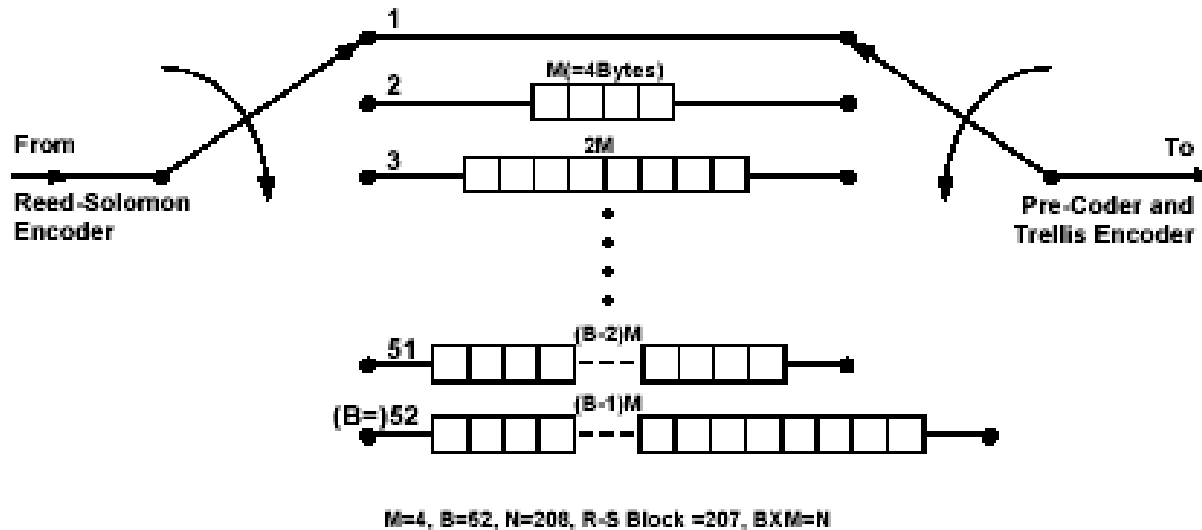 1
M(=4Bytes)
2
From
2M
To
3
Reed-Solomon
Encoder
Pre-Coder and
Trellis Encoder
(B-2)M
51
(B-1)M
(B=)52
M=4, B=52, N=208, R-S Block =207, BXM=N